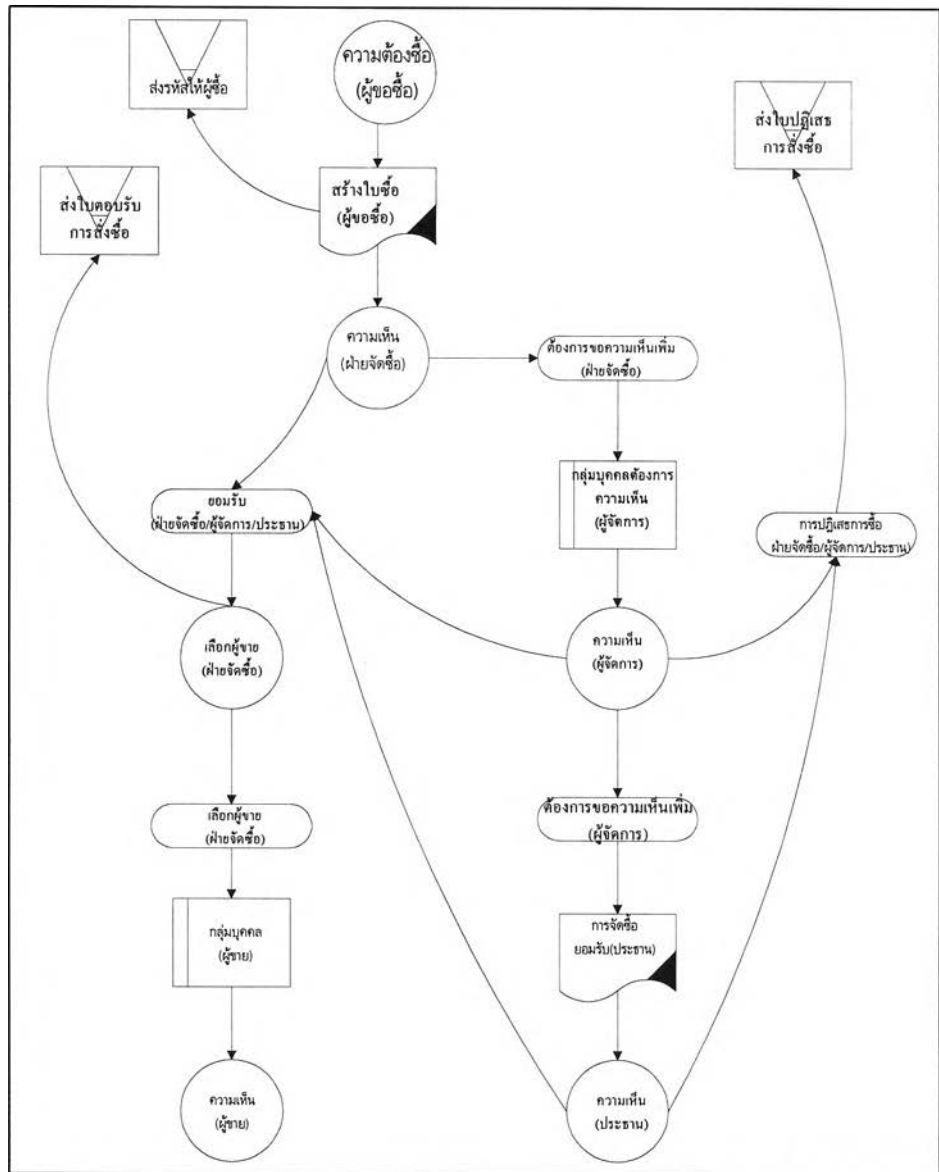 ส่งรหัสให้ผู้ซื้อ
ความต้องซื้อ
(ผู้ขอซื้อ)
ส่งใบปฏิเสธ
การสั่งซื้อ
ส่งใบตอบรับ
การสั่งซื้อ
สร้างใบซื้อ
(ผู้ขอซื้อ)
ความเห็น
(ฝ่ายจัดซื้อ)
ต้องการขอความเห็นเพิ่ม
(ฝ่ายจัดซื้อ)
ยอมรับ
(ฝ่ายจัดซื้อ/ผู้จัดการ/ประธาน)
กลุ่มบุคคลต้องการ
ความเห็น
(ผู้จัดการ)
การปฏิเสธการซื้อ
ฝ่ายจัดซื้อ/ผู้จัดการ/ประธาน)
เลือกผู้ขาย
(ฝ่ายจัดซื้อ)
ความเห็น
(ผู้จัดการ)
เลือกผู้ขาย
(ฝ่ายจัดซื้อ)
ต้องการขอความเห็นเพิ่ม
(ผู้จัดการ)
กลุ่มบุคคล
(ผู้ขาย)
การจัดซื้อ
ยอมรับ(ประธาน)
ความเห็น
(ผู้ขาย)
ความเห็น
(ประธาน)